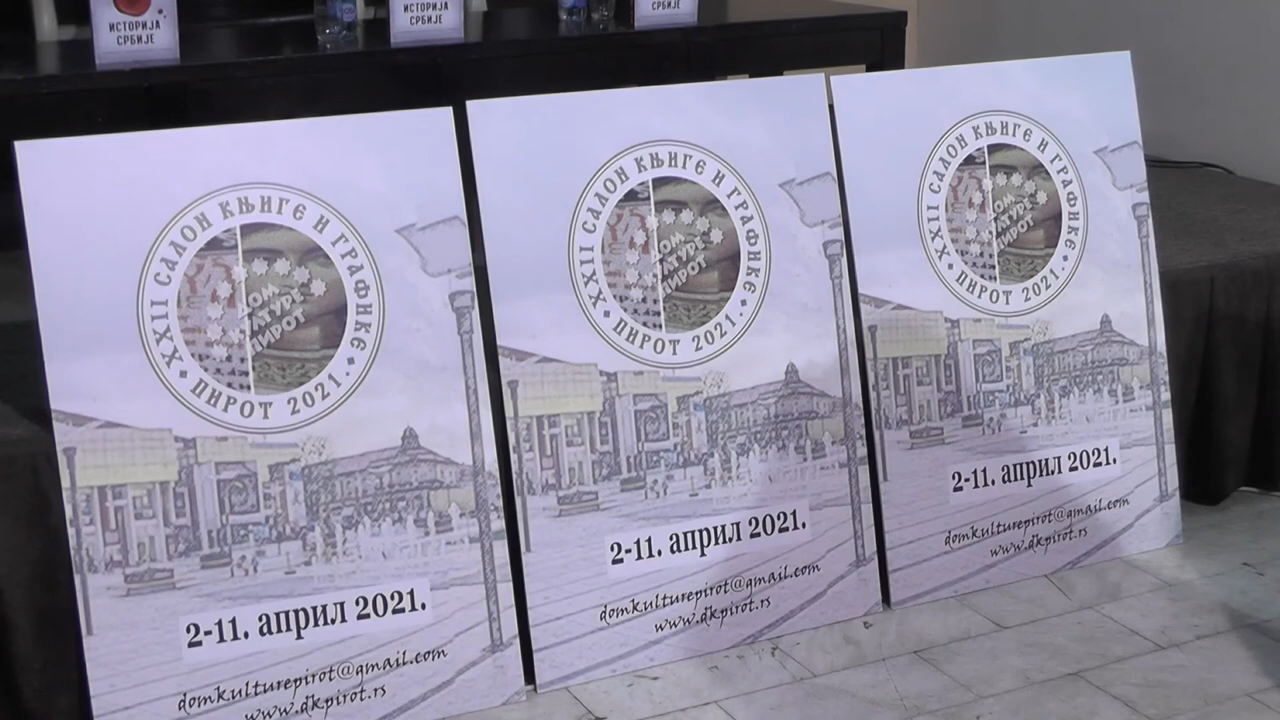 ИСТОРИЈА
СРБИЈЕ
ИСТОРИЈА
СРБИЈЕ
СРБИЈЕ
XXII САЛОН КЊИГЕ И ГРАФИКЕ
ПИРОТ 2021.
ДОМ
ПИРОТ
2-11. април 2021.
domkulturepirot@gmail.com
www.dkpirot.rs
XXII САЛОН КЊИГЕ И ГРАФИКЕ
ПИРОТ 2021.
ДОМ
ПИРОТ
2-11. април 2021.
domkulturepirot@gmail.com
www.dkpirot.rs
XXII САЛОН КЊИГЕ И ГРАФИКЕ
ПИРОТ 2021.
ДОМ
ПИРОТ
2-11. април 2021.
domkulturepirot@gmail.com
www.dkpirot.rs